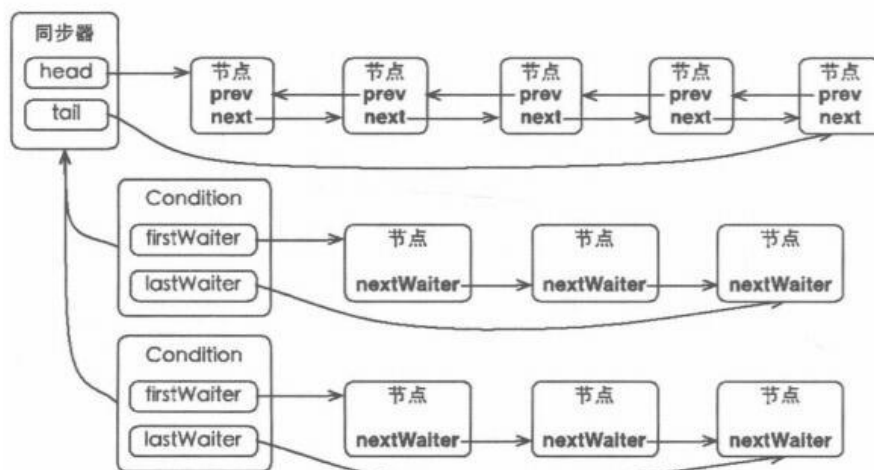 同步器
head
tail
节点 节点 节点 节点 节点
prev prev prev prev prev
next next next next next
Condition
firstWaiter
lastWaiter
节点 节点 节点
nextWaiter nextWaiter nextWaiter
Condition
firstWaiter
lastWaiter
节点 节点 节点
nextWaiter nextWaiter nextWaiter